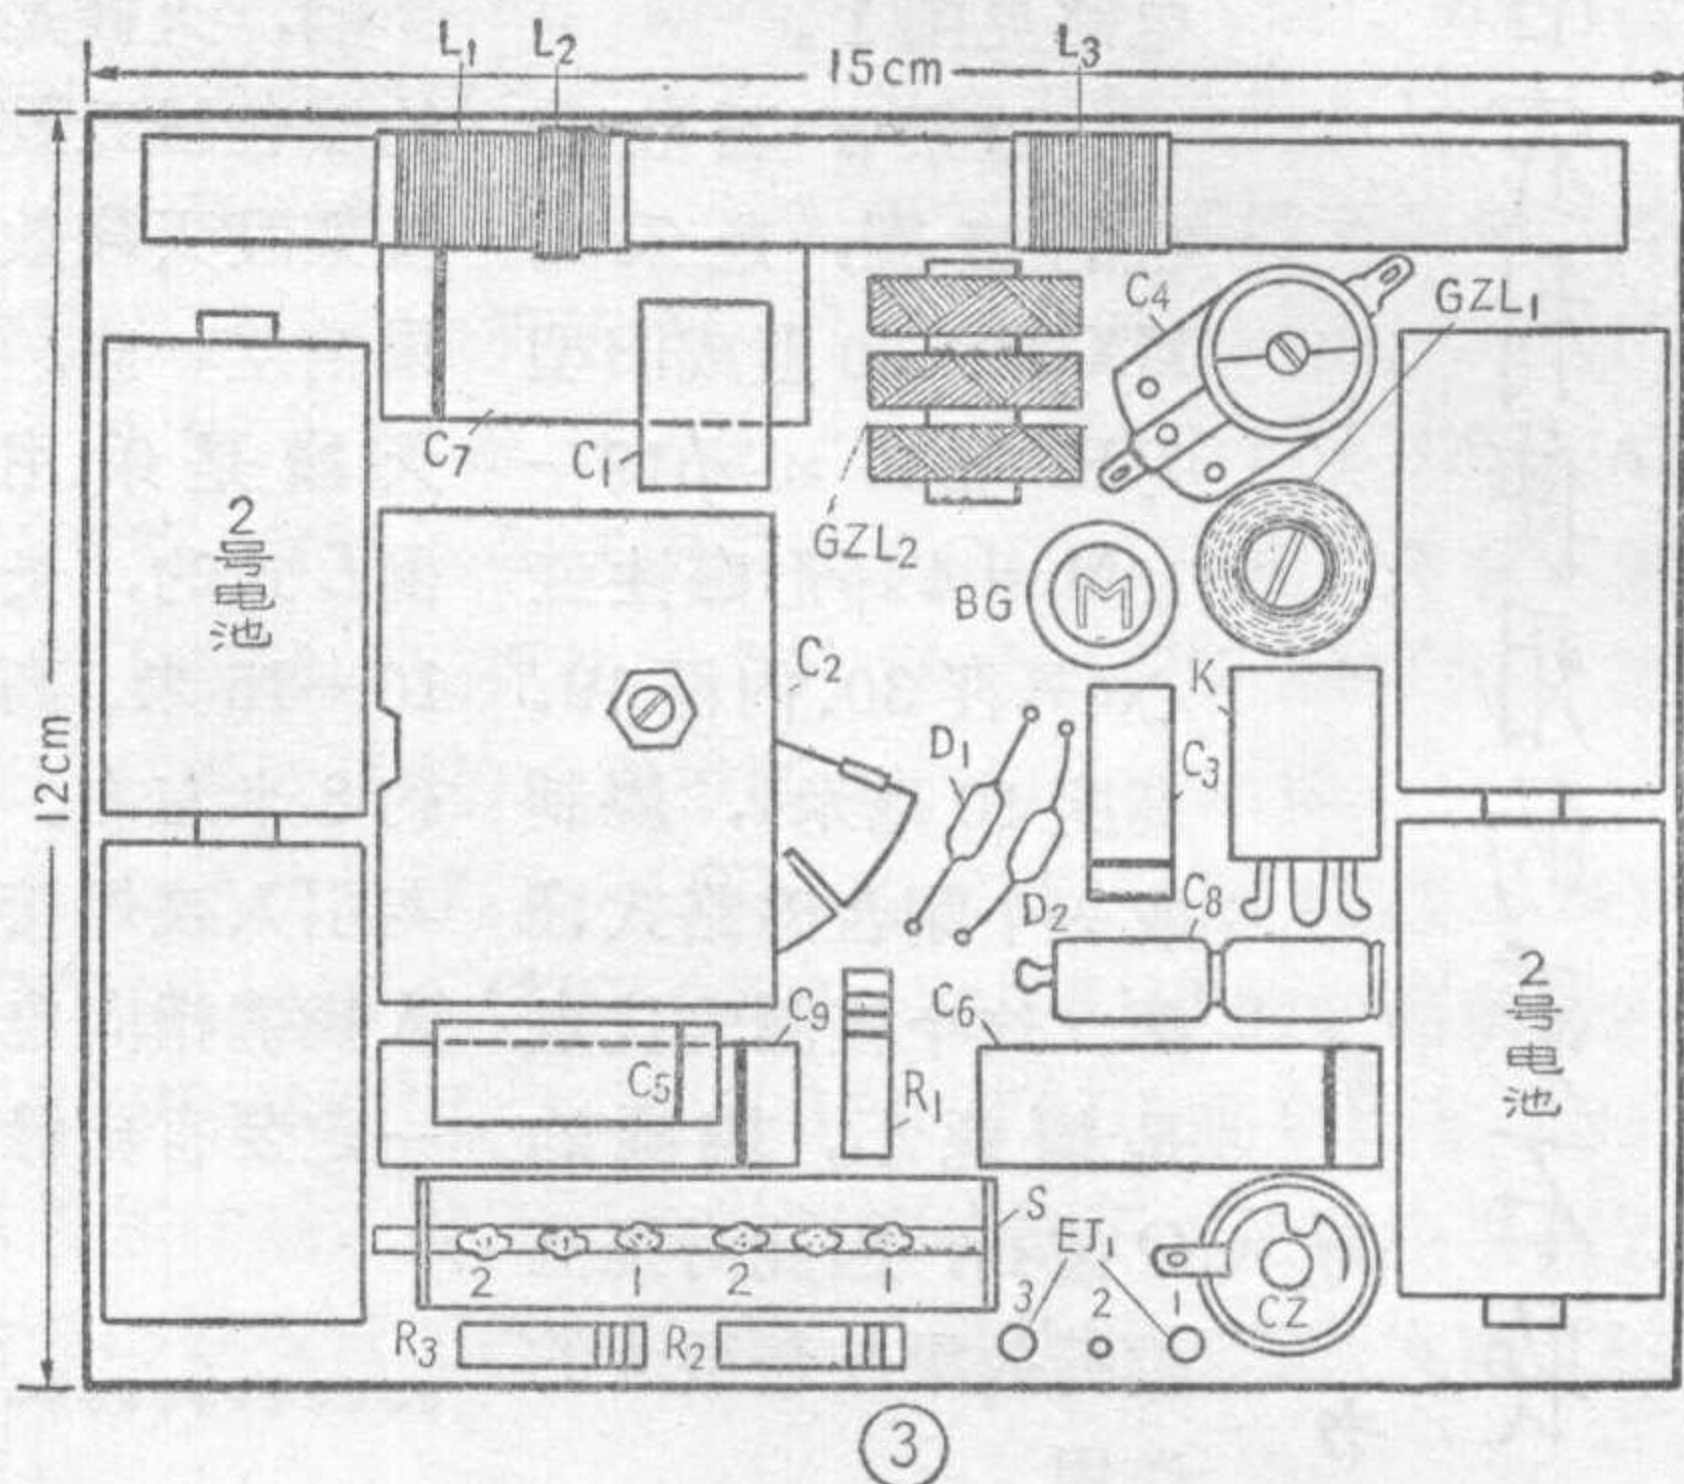 L₁
L₂
L₃
15cm
12cm
C₄
GZL₁
C₇
C₁
GZL₂
2号电池
BG
C₂
K
D₁
C₃
D₂
C₈
C₉
C₆
C₅
R₁
2号电池
S
EJ₁
2
1
2
1
3
2
1
CZ
R₃
R₂
③